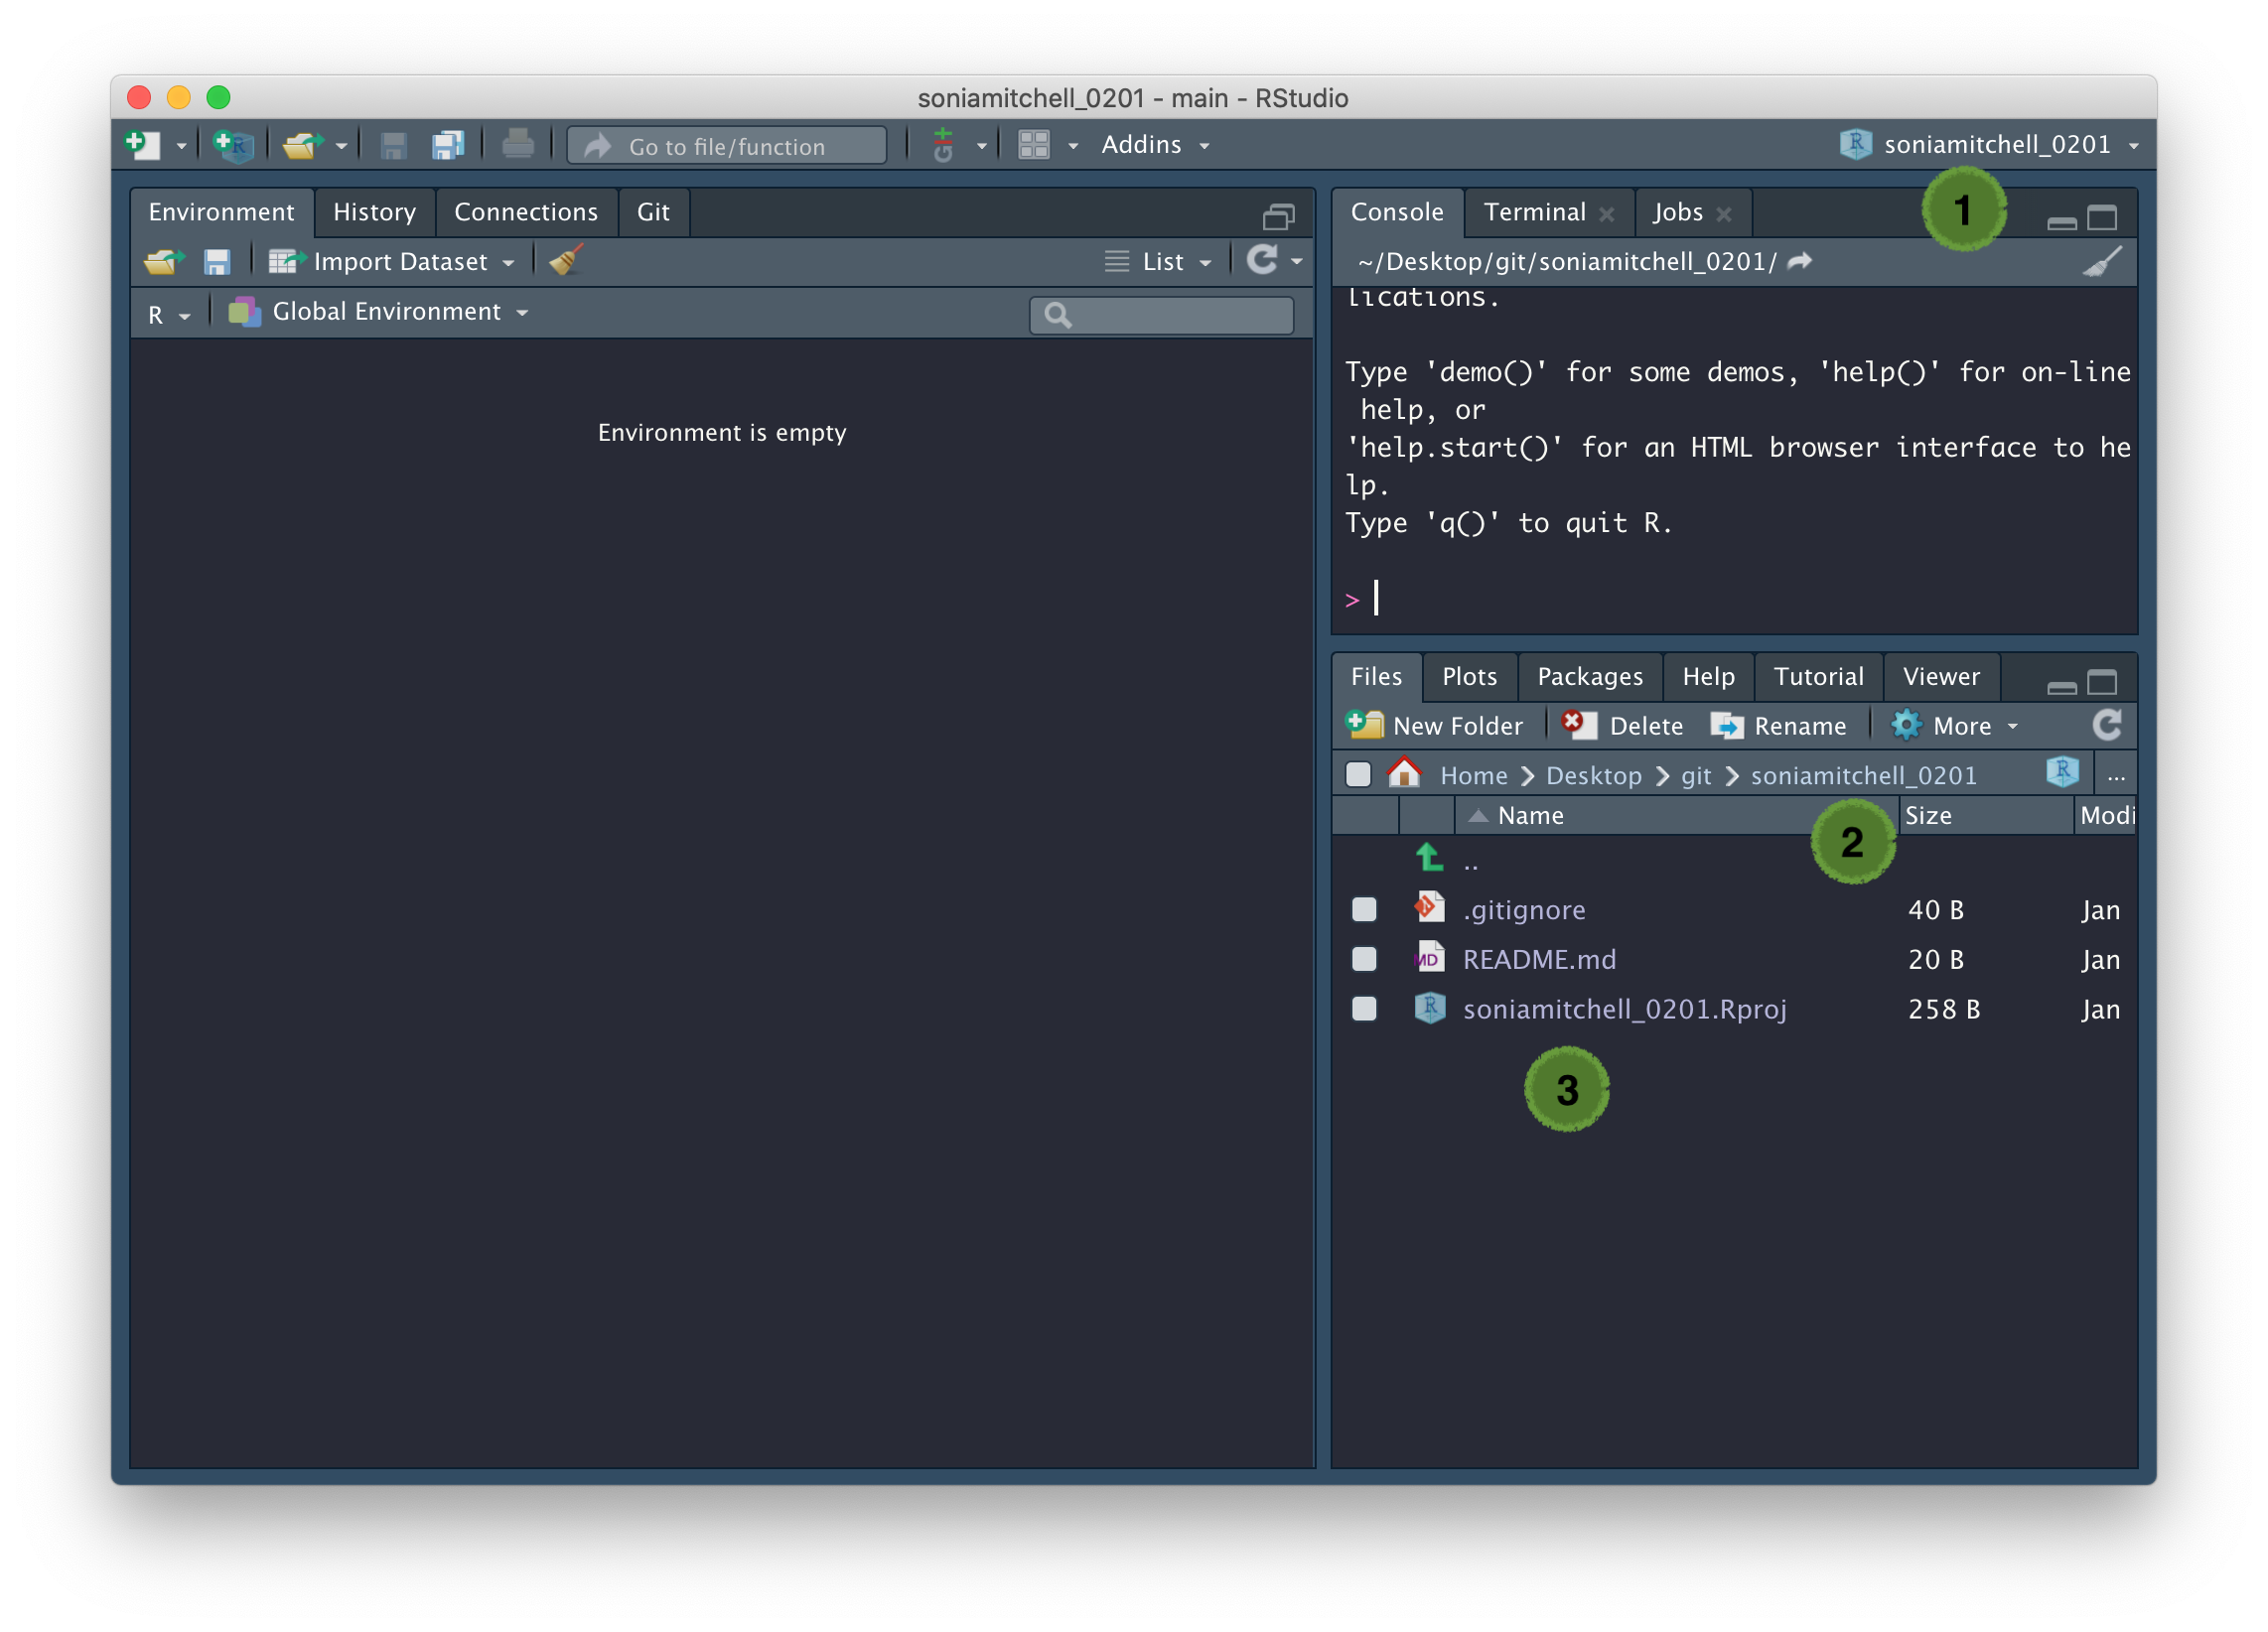 soniamitchell_0201 - main - RStudio
Go to file/function
Git
Addins
soniamitchell_0201
Environment History Connections Git
Import Dataset
List
R Global Environment
Environment is empty
Console Terminal Jobs
1
~/Desktop/git/soniamitchell_0201/
lications.
Type 'demo()' for some demos, 'help()' for on-line
help, or
'help.start()' for an HTML browser interface to he
lp.
Type 'q()' to quit R.
>
Files Plots Packages Help Tutorial Viewer
New Folder Delete Rename More
Home Desktop git soniamitchell_0201 ...
Name Size Modi
2
..
.gitignore 40 B Jan
README.md 20 B Jan
soniamitchell_0201.Rproj 258 B Jan
3